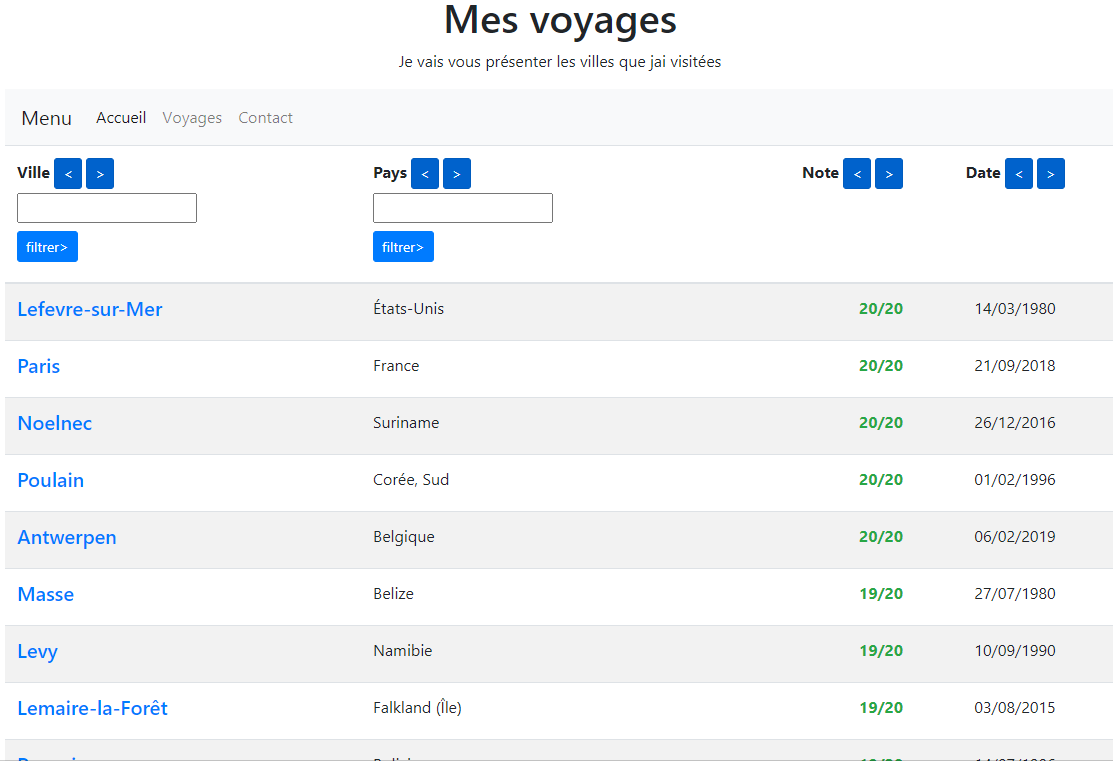 Mes voyages
Je vais vous présenter les villes que jai visitées
Menu Accueil Voyages Contact
Ville < > Pays < > Note < > Date < >
filtrer> filtrer>
Lefevre-sur-Mer États-Unis 20/20 14/03/1980
Paris France 20/20 21/09/2018
Noelnec Suriname 20/20 26/12/2016
Poulain Corée, Sud 20/20 01/02/1996
Antwerpen Belgique 20/20 06/02/2019
Masse Belize 19/20 27/07/1980
Levy Namibie 19/20 10/09/1990
Lemaire-la-Forêt Falkland (Île) 19/20 03/08/2015